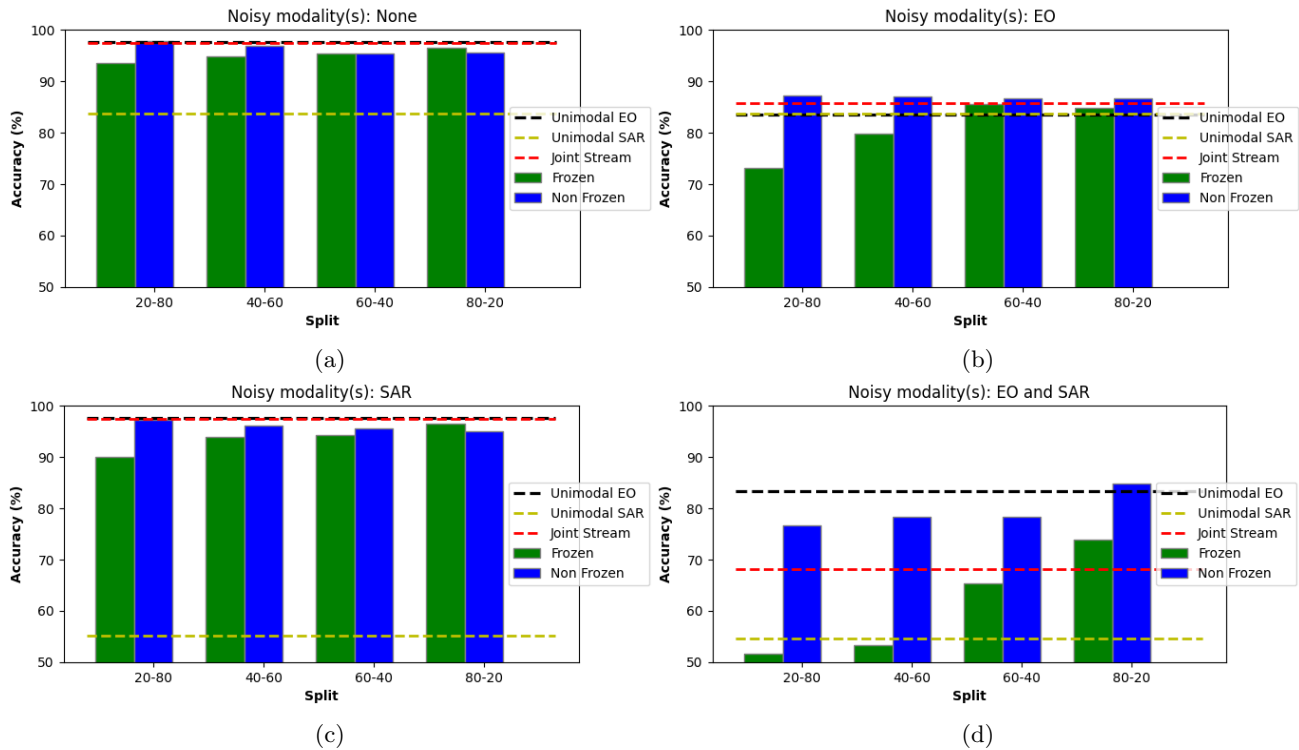 Noisy modality(s): None
100
90
80
70
60
50
Accuracy (%)
Unimodal EO
Unimodal SAR
Joint Stream
Frozen
Non Frozen
20-80 40-60 60-40 80-20
Split
(a)
Noisy modality(s): EO
100
90
80
70
60
50
Accuracy (%)
Unimodal EO
Unimodal SAR
Joint Stream
Frozen
Non Frozen
20-80 40-60 60-40 80-20
Split
(b)
Noisy modality(s): SAR
100
90
80
70
60
50
Accuracy (%)
Unimodal EO
Unimodal SAR
Joint Stream
Frozen
Non Frozen
20-80 40-60 60-40 80-20
Split
(c)
Noisy modality(s): EO and SAR
100
90
80
70
60
50
Accuracy (%)
Unimodal EO
Unimodal SAR
Joint Stream
Frozen
Non Frozen
20-80 40-60 60-40 80-20
Split
(d)